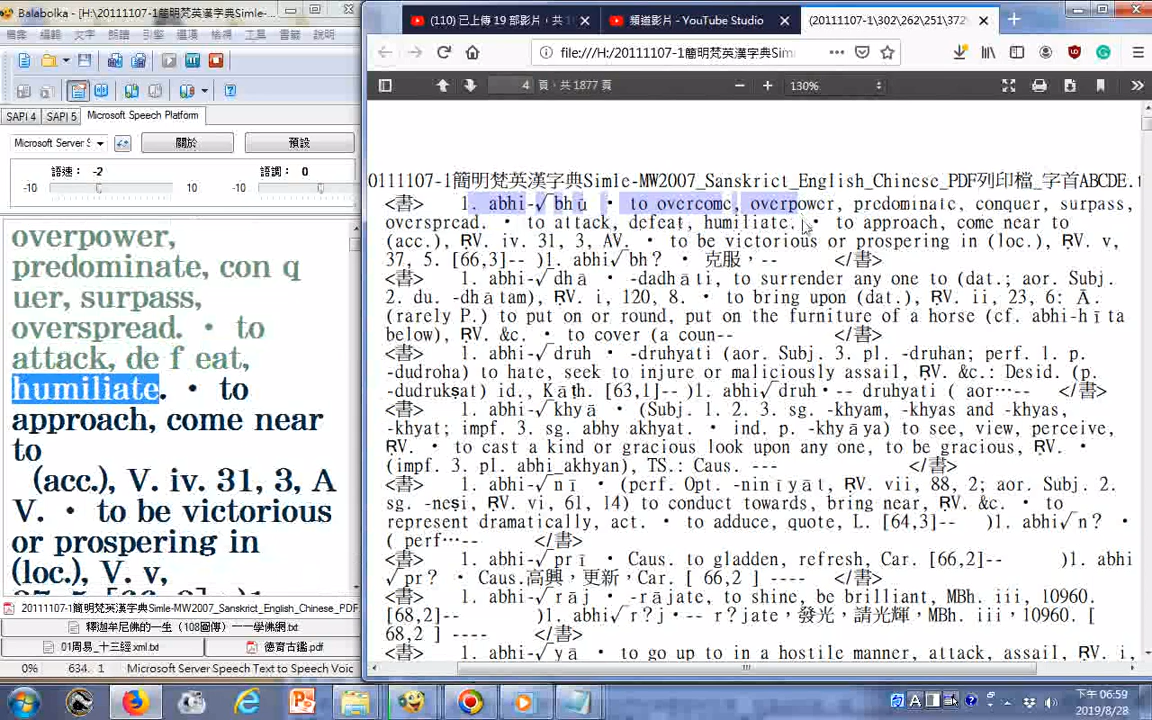 Balabolka - [H:\20111107-1簡明梵英漢字典Simle-...
SAPI 4 SAPI 5 Microsoft Speech Platform
Microsoft Server S 關於 預設
語速： -2 語調： 0
-10 10 -10
overpower,
predominate, con q
uer, surpass,
overspread. • to
attack, de f eat,
humiliate. • to
approach, come near
to
(acc.), V. iv. 31, 3, A
V. • to be victorious
or prospering in
(loc.), V. v,
20111107-1簡明梵英漢字典Simle-MW2007_Sanskrict_English_Chinese_PDF
釋迦牟尼佛的一生（108圖傳）一一學佛網.txt
01周易_十三經xml.txt 德育古鑑.pdf
0% 634. 1 Microsoft Server Speech Text to Speech Voic
(110) 已上傳 19 部影片，共 1
頻道影片 - YouTube Studio
(20111107-1\302\262\251\372
file:///H:/20111107-1簡明梵英漢字典Sim
4 頁，共 1877 頁 130%
0111107-1簡明梵英漢字典Simle-MW2007_Sanskrict_English_Chinese_PDF列印檔_字首ABCDE.t
<書> 1. abhi-√bhū • to overcome, overpower, predominate, conquer, surpass,
overspread. • to attack, defeat, humiliate. • to approach, come near to
(acc.), ṚV. iv. 31, 3, AV. • to be victorious or prospering in (loc.), ṚV. v,
37, 5. [66,3]-- )1. abhi√bh? • 克服，-- </書>
<書> 1. abhi-√dhā • -dadhāti, to surrender any one to (dat.; aor. Subj.
2. du. -dhātam), ṚV. i, 120, 8. • to bring upon (dat.), ṚV. ii, 23, 6: Ā.
(rarely P.) to put on or round, put on the furniture of a horse (cf. abhi-hīta
below), ṚV. &c. • to cover (a coun-- </書>
<書> 1. abhi-√druh • -druhyati (aor. Subj. 3. pl. -druhan; perf. 1. p.
-dudroha) to hate, seek to injure or maliciously assail, ṚV. &c.: Desid. (p.
-dudrukṣat) id., Kāṭh. [63,1]--)1. abhi√druh•-- druhyati ( aor··· </書>
<書> 1. abhi-√khyā • (Subj. 1. 2. 3. sg. -khyam, -khyas and -khyas,
-khyat; impf. 3. sg. abhy akhyat. • ind. p. -khyāya) to see, view, perceive,
ṚV. • to cast a kind or gracious look upon any one, to be gracious, ṚV. •
(impf. 3. pl. abhi_akhyan), TS.: Caus. --- </書>
<書> 1. abhi-√nī • (pcrf. Opt. -ninīyāt, ṚV. vii, 88, 2; aor. Subj. 2.
sg. -neṣi, ṚV. vi, 61, 14) to conduct towards, bring near, ṚV. &c. • to
represent dramatically, act. • to adduce, quote, L. [64,3]-- )1. abhi√n? •
( perf···-- </書>
<書> 1. abhi-√prī • Caus. to gladden, refresh, Car. [66,2]-- )1. abhi
√pr? • Caus.高興，更新，Car. [ 66,2 ] ---- </書>
<書> 1. abhi-√rāj • -rājate, to shine, be brilliant, MBh. iii, 10960.
[68,2]-- )1. abhi√r?j•-- r?jate，發光，請光輝，MBh. iii，10960. [
68,2 ] ---- </書>
<書> 1. abhi-√yā • to go up to in a hostile manner, attack, assail, ṚV. i,
下午 06:59
2019/8/28